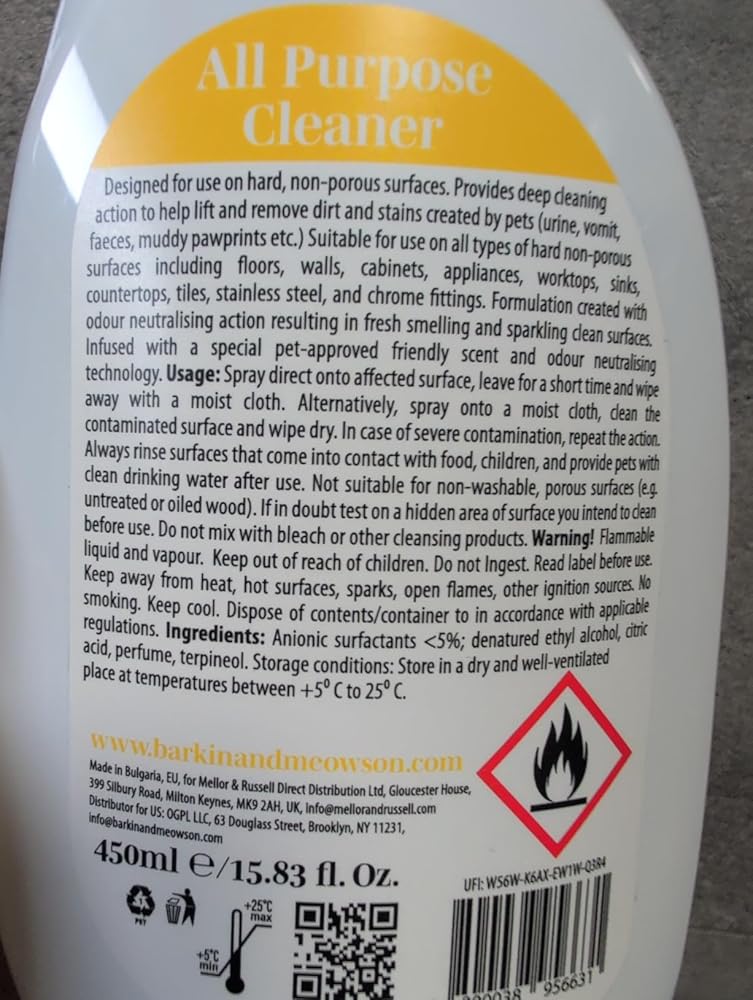 All Purpose
Cleaner
Designed for use on hard, non-porous surfaces. Provides deep cleaning
action to help lift and remove dirt and stains created by pets (urine, vomit,
faeces, muddy pawprints etc.) Suitable for use on all types of hard non-porous
surfaces including floors, walls, cabinets, appliances, worktops, sinks,
countertops, tiles, stainless steel, and chrome fittings. Formulation created with
odour neutralising action resulting in fresh smelling and sparkling clean surfaces.
Infused with a special pet-approved friendly scent and odour neutralising
technology. Usage: Spray direct onto affected surface, leave for a short time and wipe
away with a moist cloth. Alternatively, spray onto a moist cloth, clean the
contaminated surface and wipe dry. In case of severe contamination, repeat the action.
Always rinse surfaces that come into contact with food, children, and provide pets with
clean drinking water after use. Not suitable for non-washable, porous surfaces (e.g.
untreated or oiled wood). If in doubt test on a hidden area of surface you intend to clean
before use. Do not mix with bleach or other cleansing products. Warning! Flammable
liquid and vapour. Keep out of reach of children. Do not Ingest. Read label before use.
Keep away from heat, hot surfaces, sparks, open flames, other ignition sources. No
smoking. Keep cool. Dispose of contents/container to in accordance with applicable
regulations. Ingredients: Anionic surfactants <5%; denatured ethyl alcohol, citric
acid, perfume, terpineol. Storage conditions: Store in a dry and well-ventilated
place at temperatures between +5⁰ C to 25⁰ C.
www.barkinandmeowson.com
Made in Bulgaria, EU, for Mellor & Russell Direct Distribution Ltd, Gloucester House,
399 Silbury Road, Milton Keynes, MK9 2AH, UK, Info@mellorandrussell.com
Distributor for US: OGPL LLC, 63 Douglass Street, Brooklyn, NY 11231,
info@barkinandmeowson.com
450ml ℮/15.83 fl. Oz.
UFI: W56W-K6AX-EW1W-Q3R4
PET
+25°C
max
+5°C
min
956631